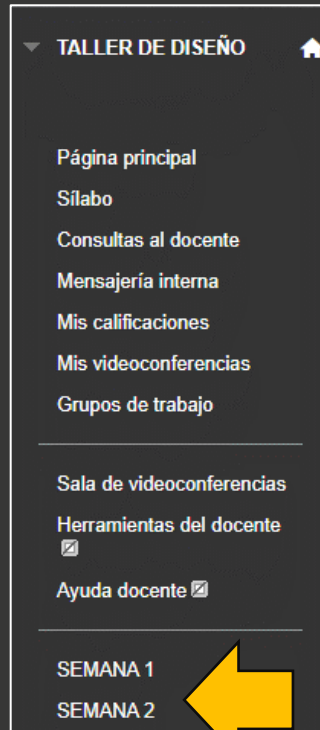 TALLER DE DISEÑO
Página principal
Sílabo
Consultas al docente
Mensajería interna
Mis calificaciones
Mis videoconferencias
Grupos de trabajo
Sala de videoconferencias
Herramientas del docente
Ayuda docente
SEMANA 1
SEMANA 2